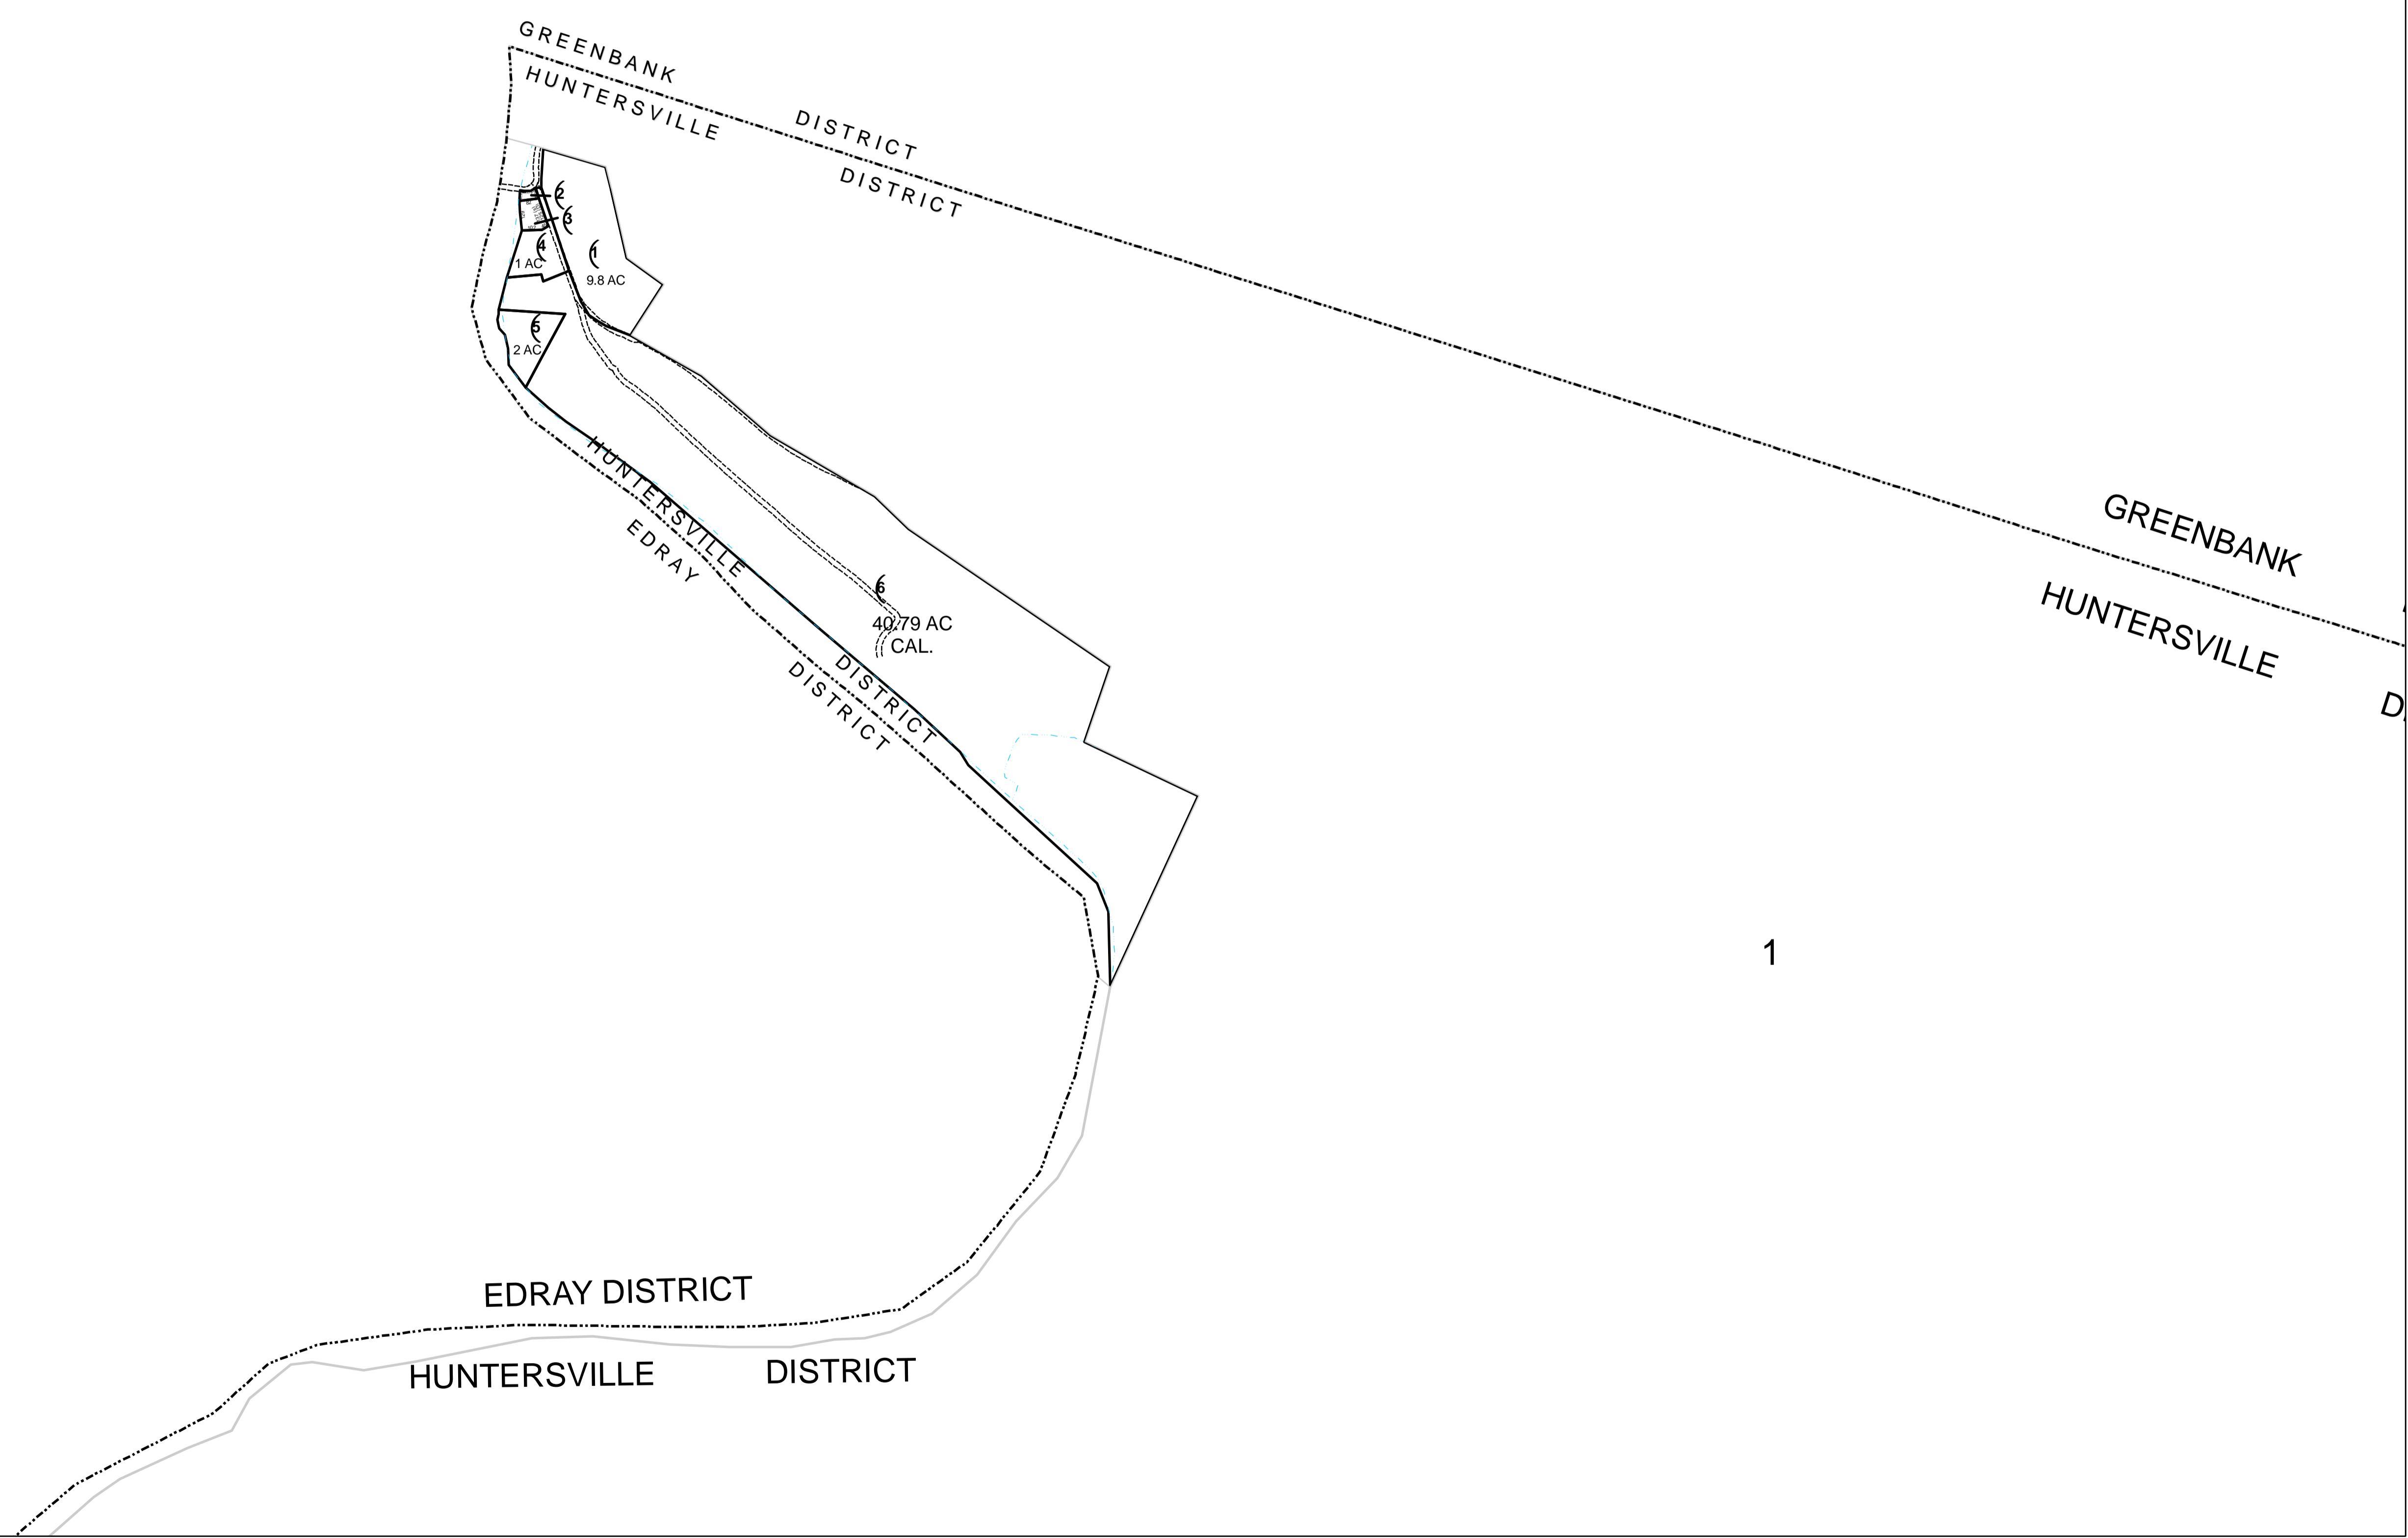 GREENBANK
HUNTERSVILLE
DISTRICT
DISTRICT
2
3
4
1 AC
1
9.8 AC
5
2 AC
HUNTERSVILLE
EDRAY
GREENBANK
HUNTERSVILLE
6
40.79 AC
CAL.
DISTRICT
DISTRICT
1
EDRAY DISTRICT
HUNTERSVILLE DISTRICT